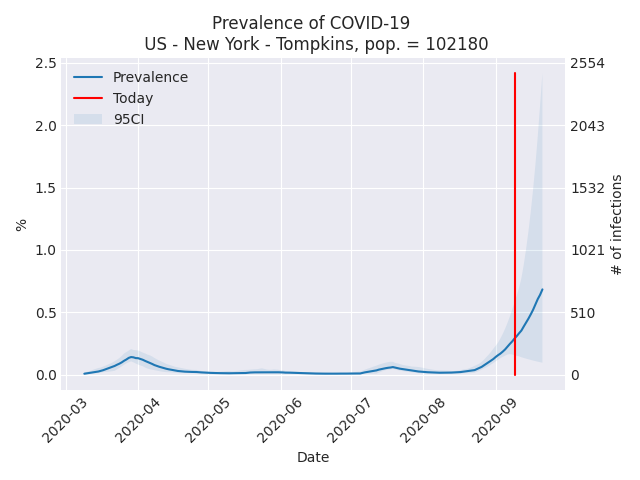 Prevalence of COVID-19
US - New York - Tompkins, pop. = 102180
Prevalence
Today
95CI
2.5
2.0
1.5
1.0
0.5
0.0
%
2554
2043
1532
1021
510
0
# of infections
2020-03
2020-04
2020-05
2020-06
2020-07
2020-08
2020-09
Date